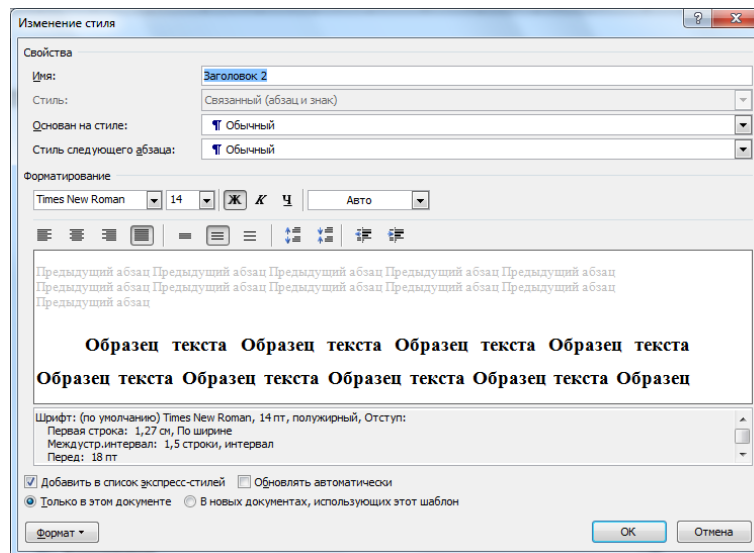 Изменение стиля
Свойства
Имя: Заголовок 2
Стиль: Связанный (абзац и знак)
Основан на стиле: ¶ Обычный
Стиль следующего абзаца: ¶ Обычный
Форматирование
Times New Roman 14 Ж К Ч Авто
Предыдущий абзац Предыдущий абзац Предыдущий абзац Предыдущий абзац Предыдущий абзац
Предыдущий абзац Предыдущий абзац Предыдущий абзац Предыдущий абзац Предыдущий абзац
Предыдущий абзац
Образец текста Образец текста Образец текста Образец текста
Образец текста Образец текста Образец текста Образец текста Образец
Шрифт: (по умолчанию) Times New Roman, 14 пт, полужирный, Отступ:
Первая строка: 1,27 см, По ширине
Междустр.интервал: 1,5 строки, интервал
Перед: 18 пт
Добавить в список экспресс-стилей Обновлять автоматически
Только в этом документе В новых документах, использующих этот шаблон
Формат OK Отмена